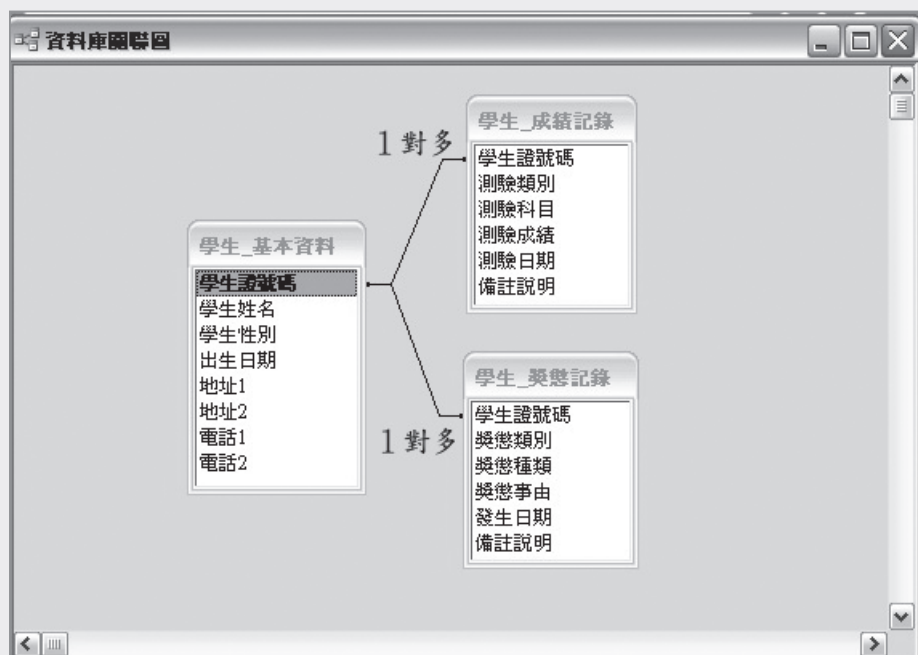 資料庫關聯圖
學生_基本資料
學生證號碼
學生姓名
學生性別
出生日期
地址1
地址2
電話1
電話2
1對多
學生_成績記錄
學生證號碼
測驗類別
測驗科目
測驗成績
測驗日期
備註說明
1對多
學生_獎懲記錄
學生證號碼
獎懲類別
獎懲種類
獎懲事由
發生日期
備註說明